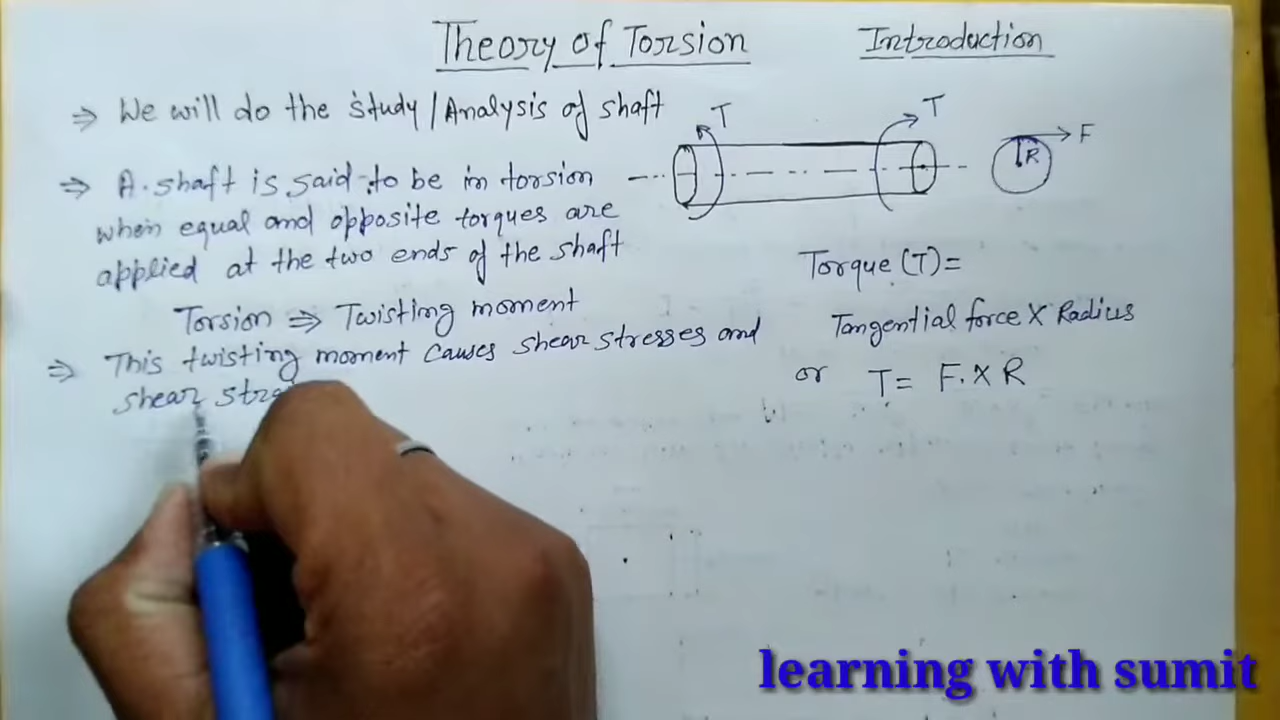 Theory of Torsion Introduction
⇒ We will do the study / Analysis of shaft
⇒ A shaft is said to be in torsion
when equal and opposite torques are
applied at the two ends of the shaft
Torsion ⇒ Twisting moment
⇒ This twisting moment causes shear stresses and
shear
T T
F
R
Torque (T) =
Tangential force X Radius
or T = F. X R
learning with sumit